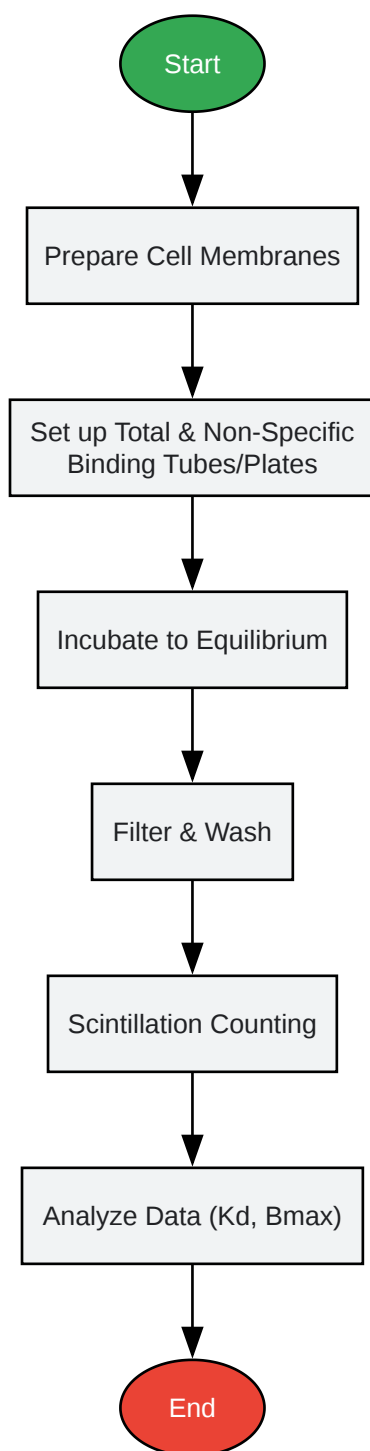 Start
Prepare Cell Membranes
Set up Total & Non-Specific
Binding Tubes/Plates
Incubate to Equilibrium
Filter & Wash
Scintillation Counting
Analyze Data (Kd, Bmax)
End